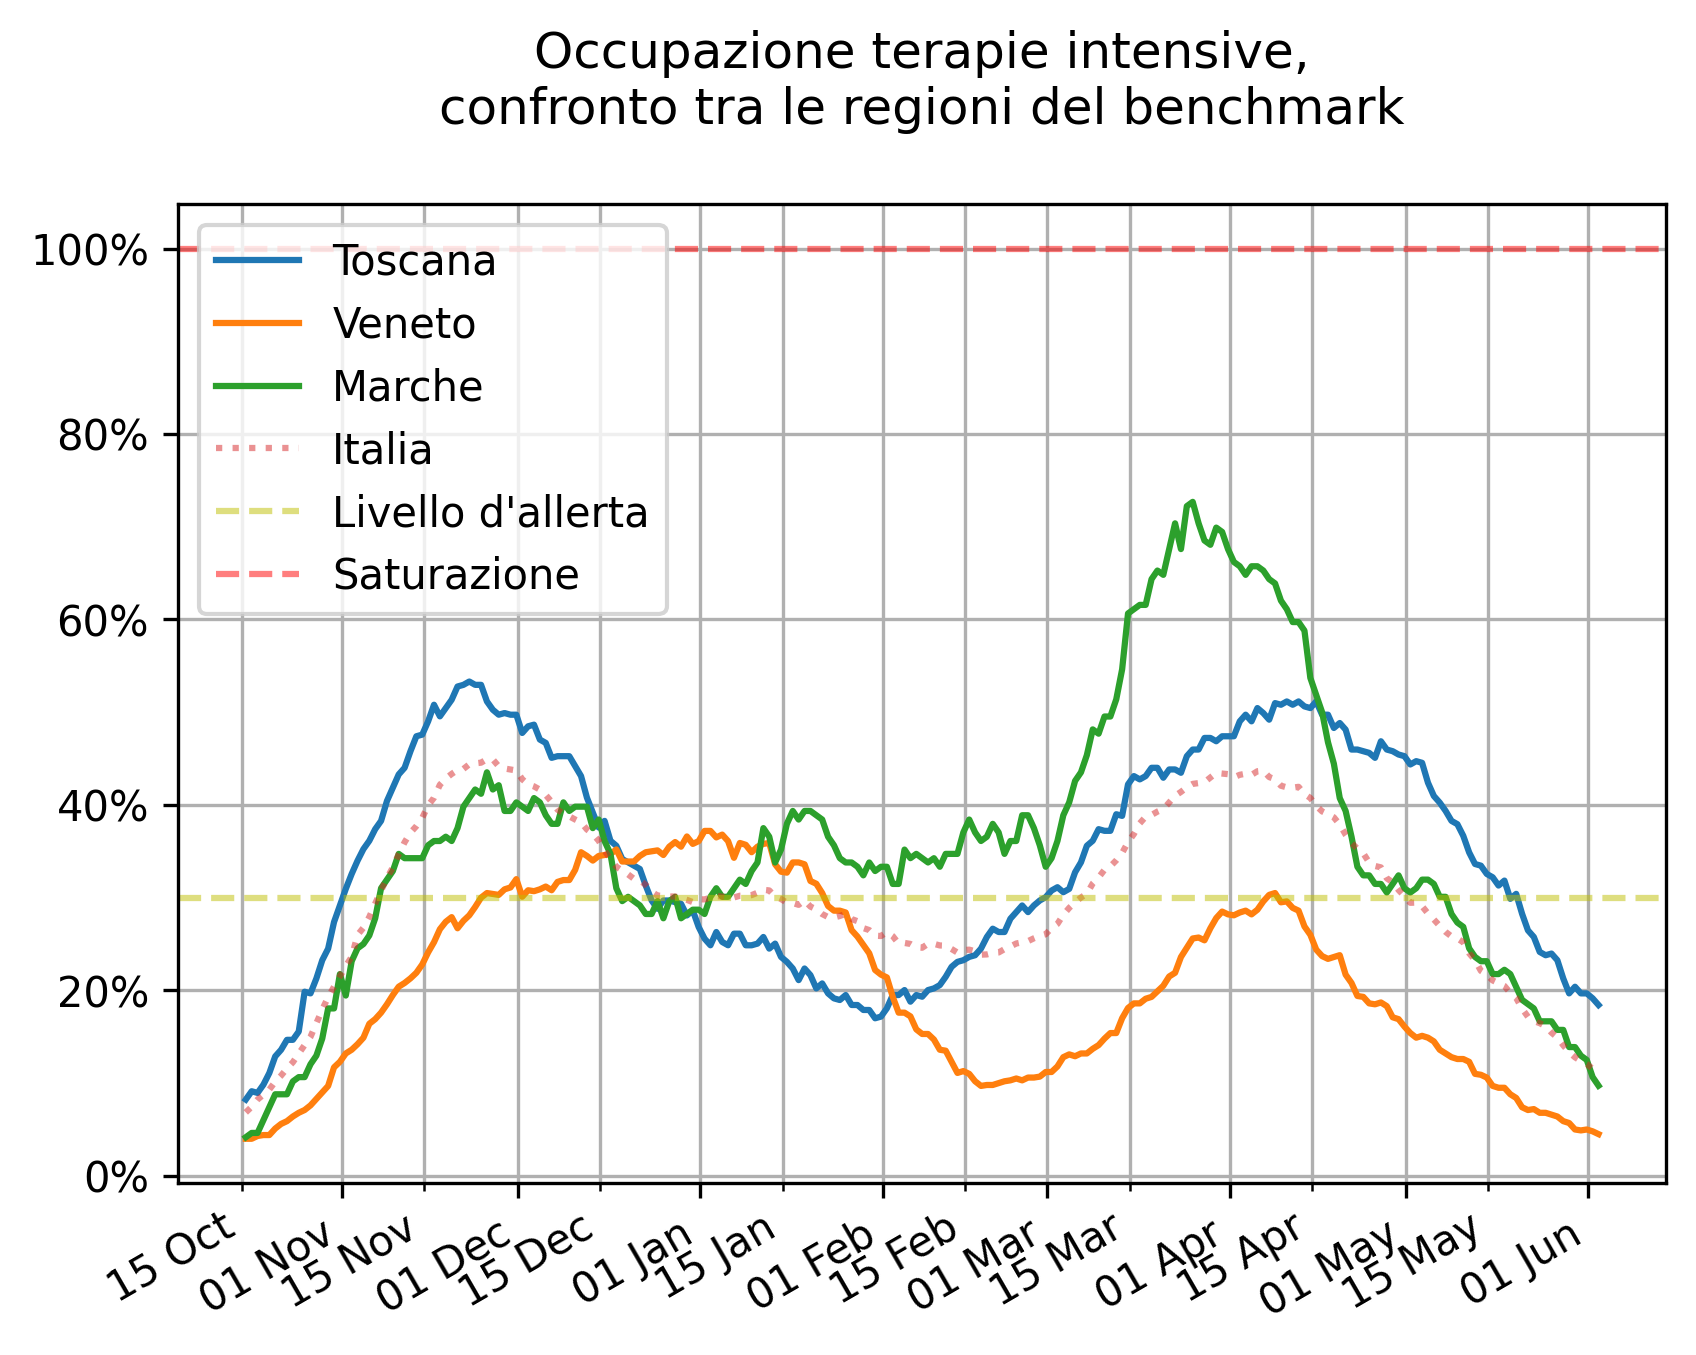 Occupazione terapie intensive,
confronto tra le regioni del benchmark
100%
80%
60%
40%
20%
0%
Toscana
Veneto
Marche
Italia
Livello d'allerta
Saturazione
15 Oct
01 Nov
15 Nov
01 Dec
15 Dec
01 Jan
15 Jan
01 Feb
15 Feb
01 Mar
15 Mar
01 Apr
15 Apr
01 May
15 May
01 Jun